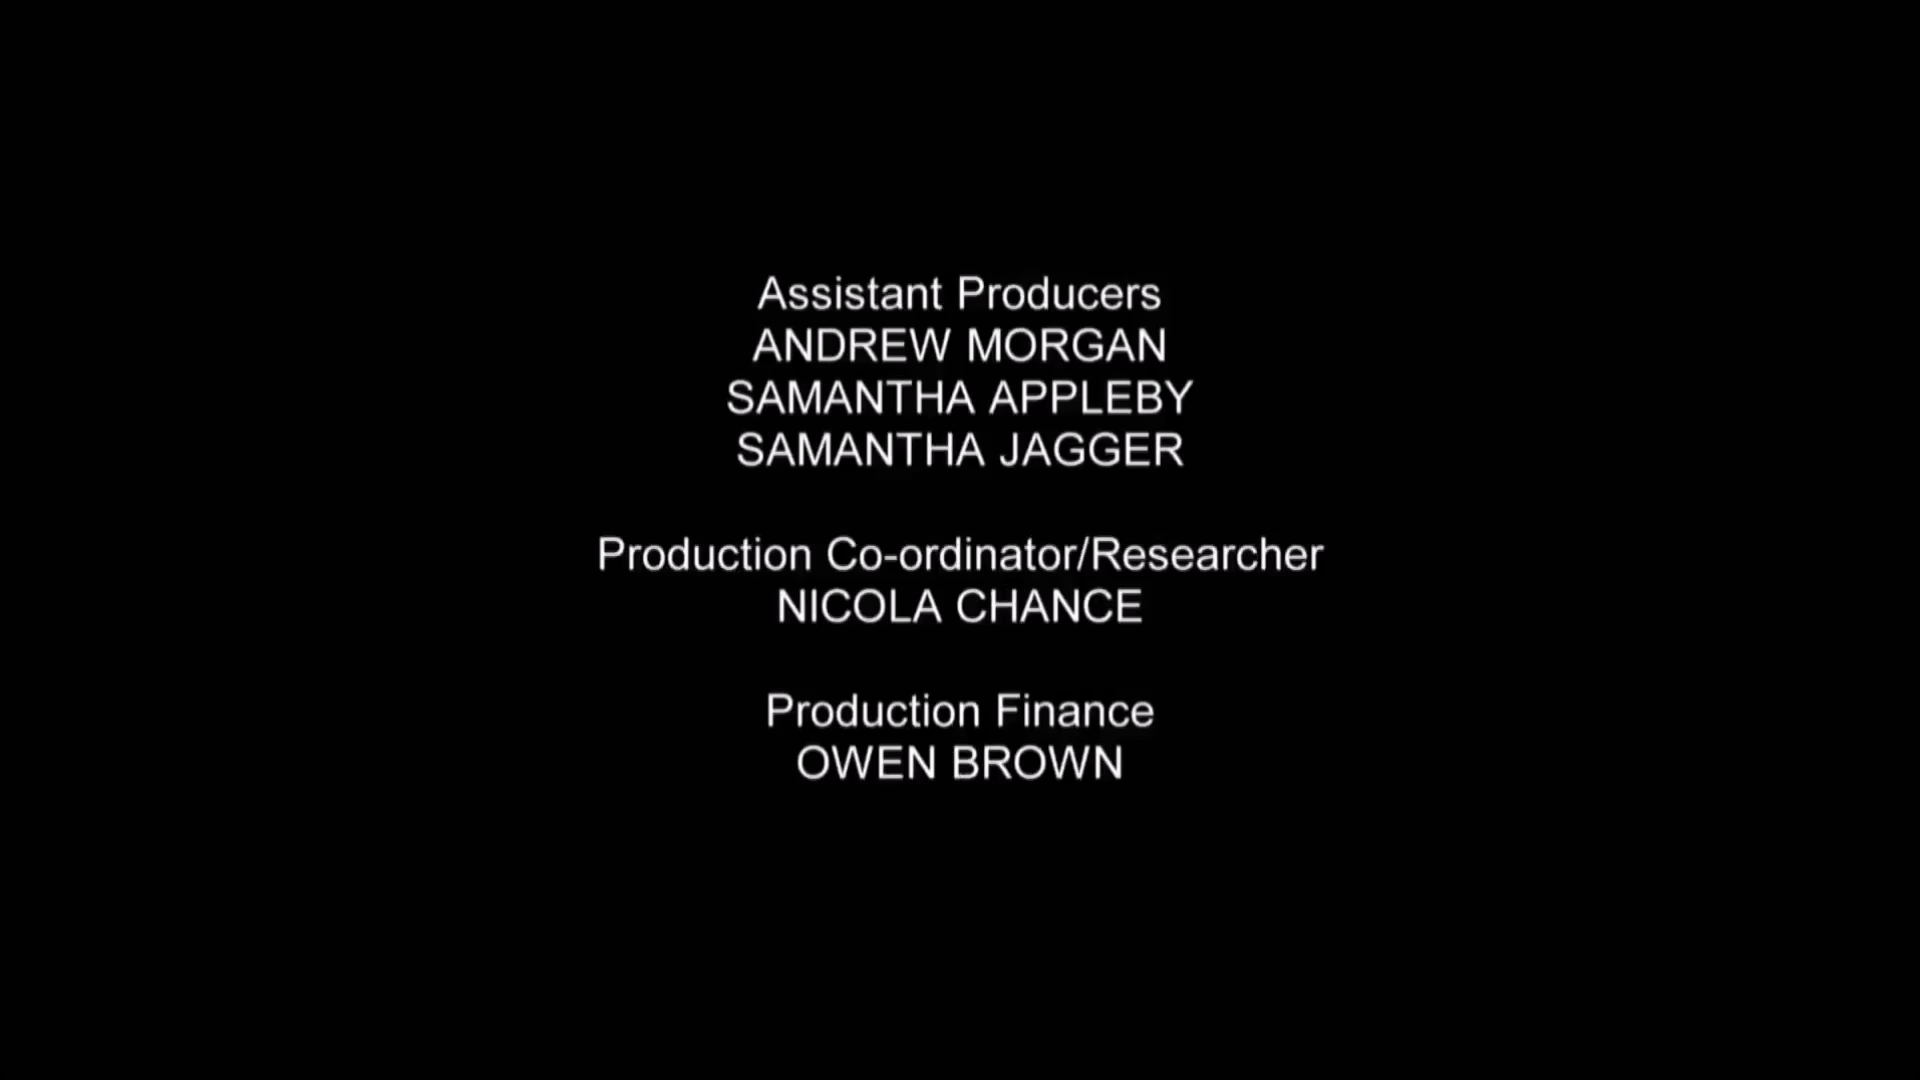 Assistant Producers
ANDREW MORGAN
SAMANTHA APPLEBY
SAMANTHA JAGGER
Production Co-ordinator/Researcher
NICOLA CHANCE
Production Finance
OWEN BROWN